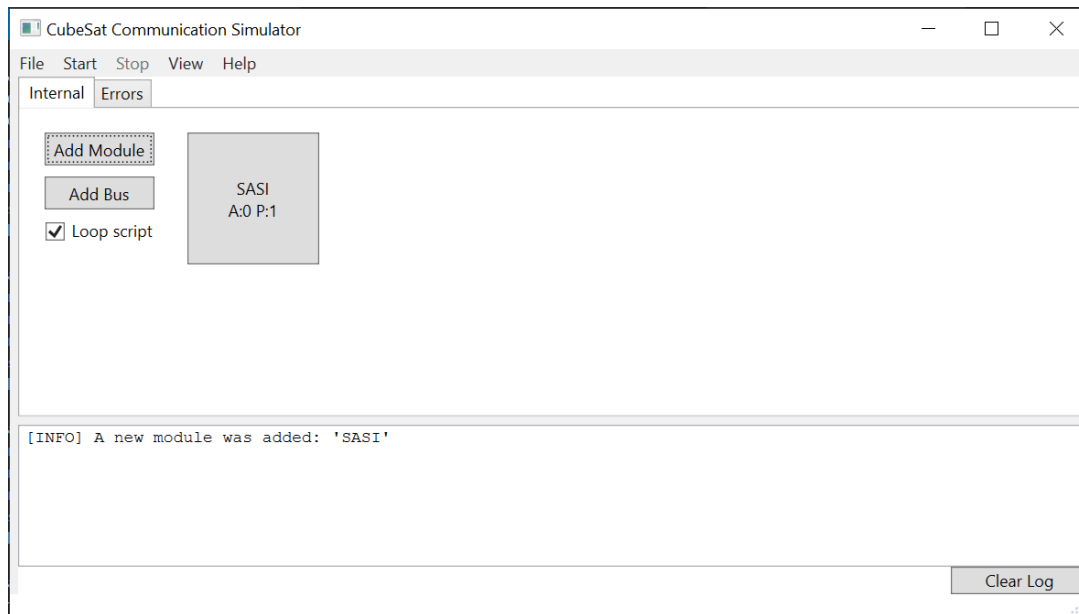 CubeSat Communication Simulator
File Start Stop View Help
Internal Errors
Add Module
Add Bus
Loop script
SASI
A:0 P:1
[INFO] A new module was added: 'SASI'
Clear Log